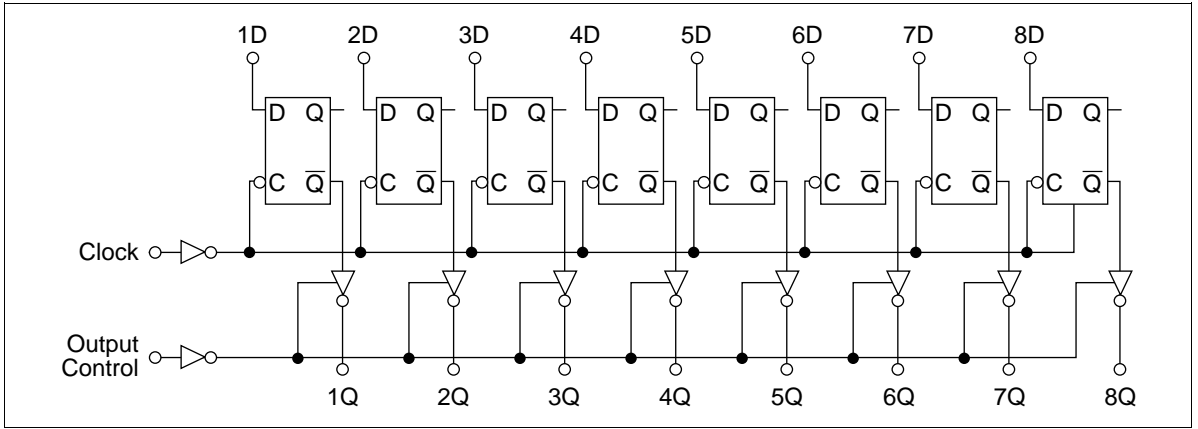 1D 2D 3D 4D 5D 6D 7D 8D
D Q D Q D Q D Q D Q D Q D Q D Q
C Q̅ C Q̅ C Q̅ C Q̅ C Q̅ C Q̅ C Q̅ C Q̅
Clock
Output
Control
1Q 2Q 3Q 4Q 5Q 6Q 7Q 8Q